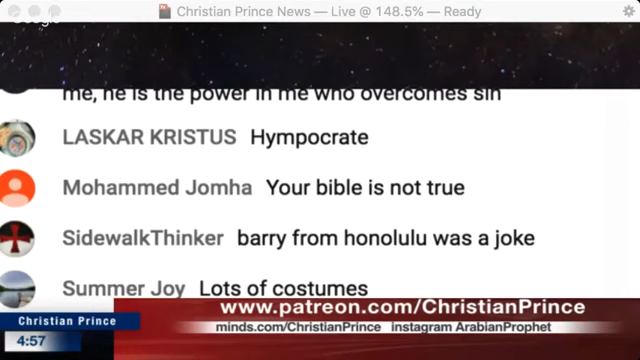 Christian Prince News — Live @ 148.5% — Ready
Google
me, he is the power in me who overcomes sin
LASKAR KRISTUS Hympocrate
Mohammed Jomha Your bible is not true
SidewalkThinker barry from honolulu was a joke
Summer Joy Lots of costumes
www.patreon.com/ChristianPrince
Christian Prince
minds.com/ChristianPrince instagram ArabianProphet
4:57